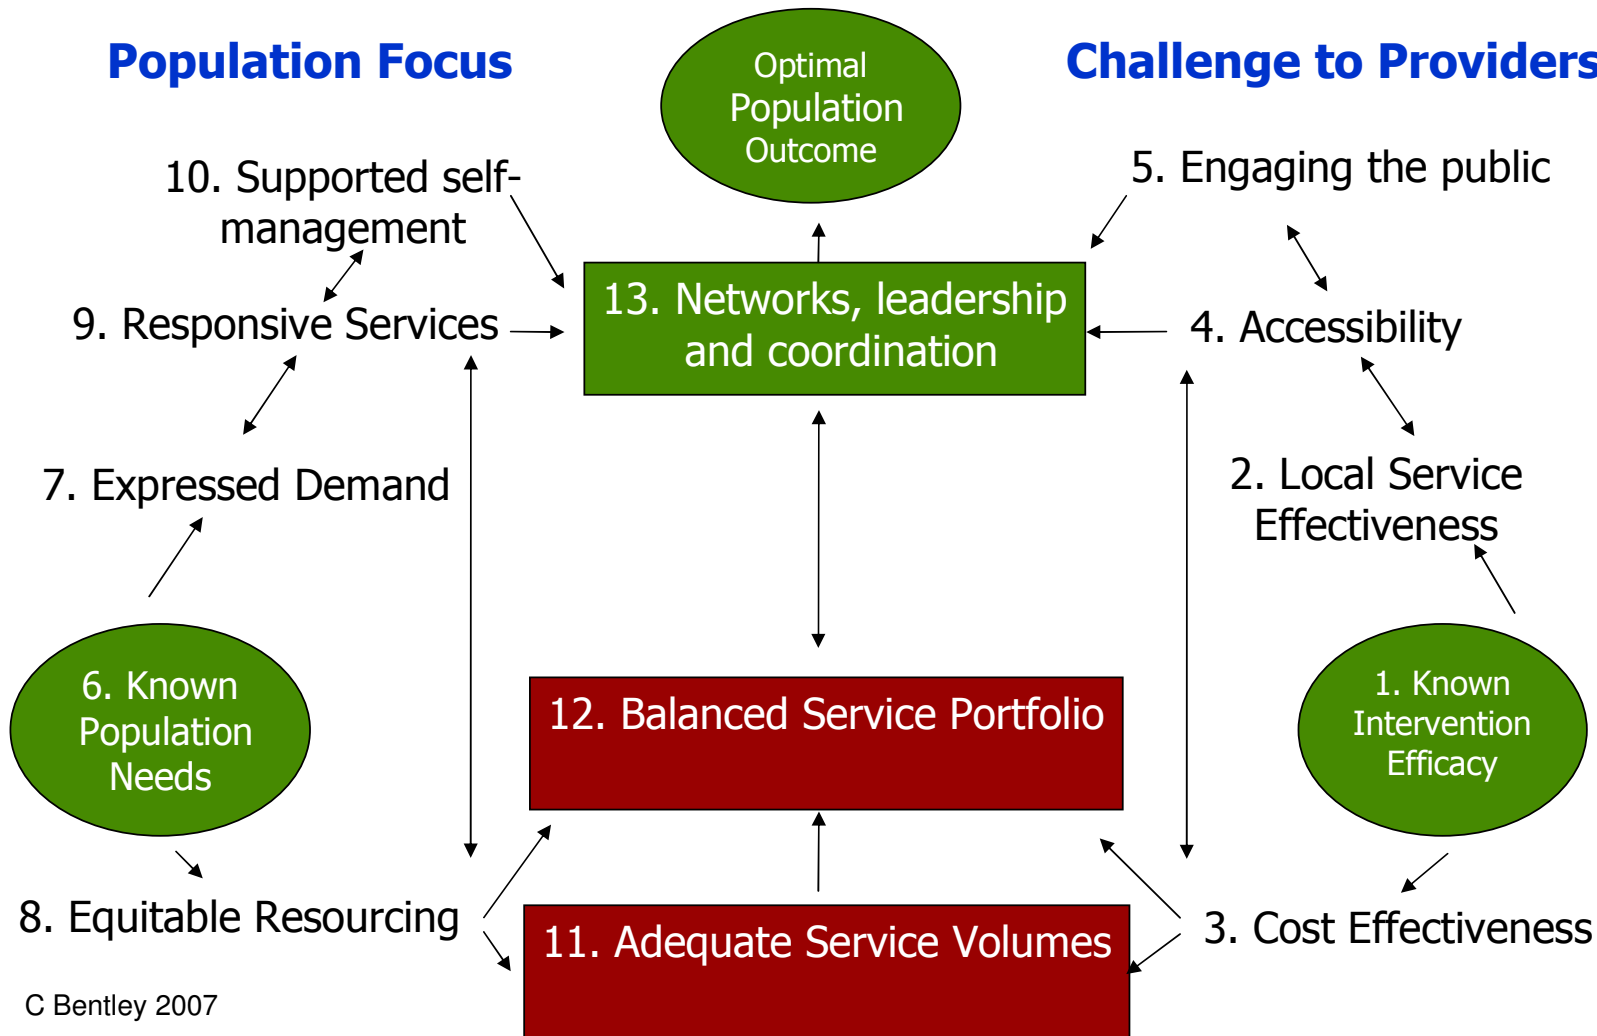 Population Focus
Challenge to Providers
Optimal
Population
Outcome
10. Supported self-
management
5. Engaging the public
13. Networks, leadership
and coordination
9. Responsive Services
4. Accessibility
7. Expressed Demand
2. Local Service
Effectiveness
6. Known
Population
Needs
12. Balanced Service Portfolio
1. Known
Intervention
Efficacy
8. Equitable Resourcing
11. Adequate Service Volumes
3. Cost Effectiveness
C Bentley 2007